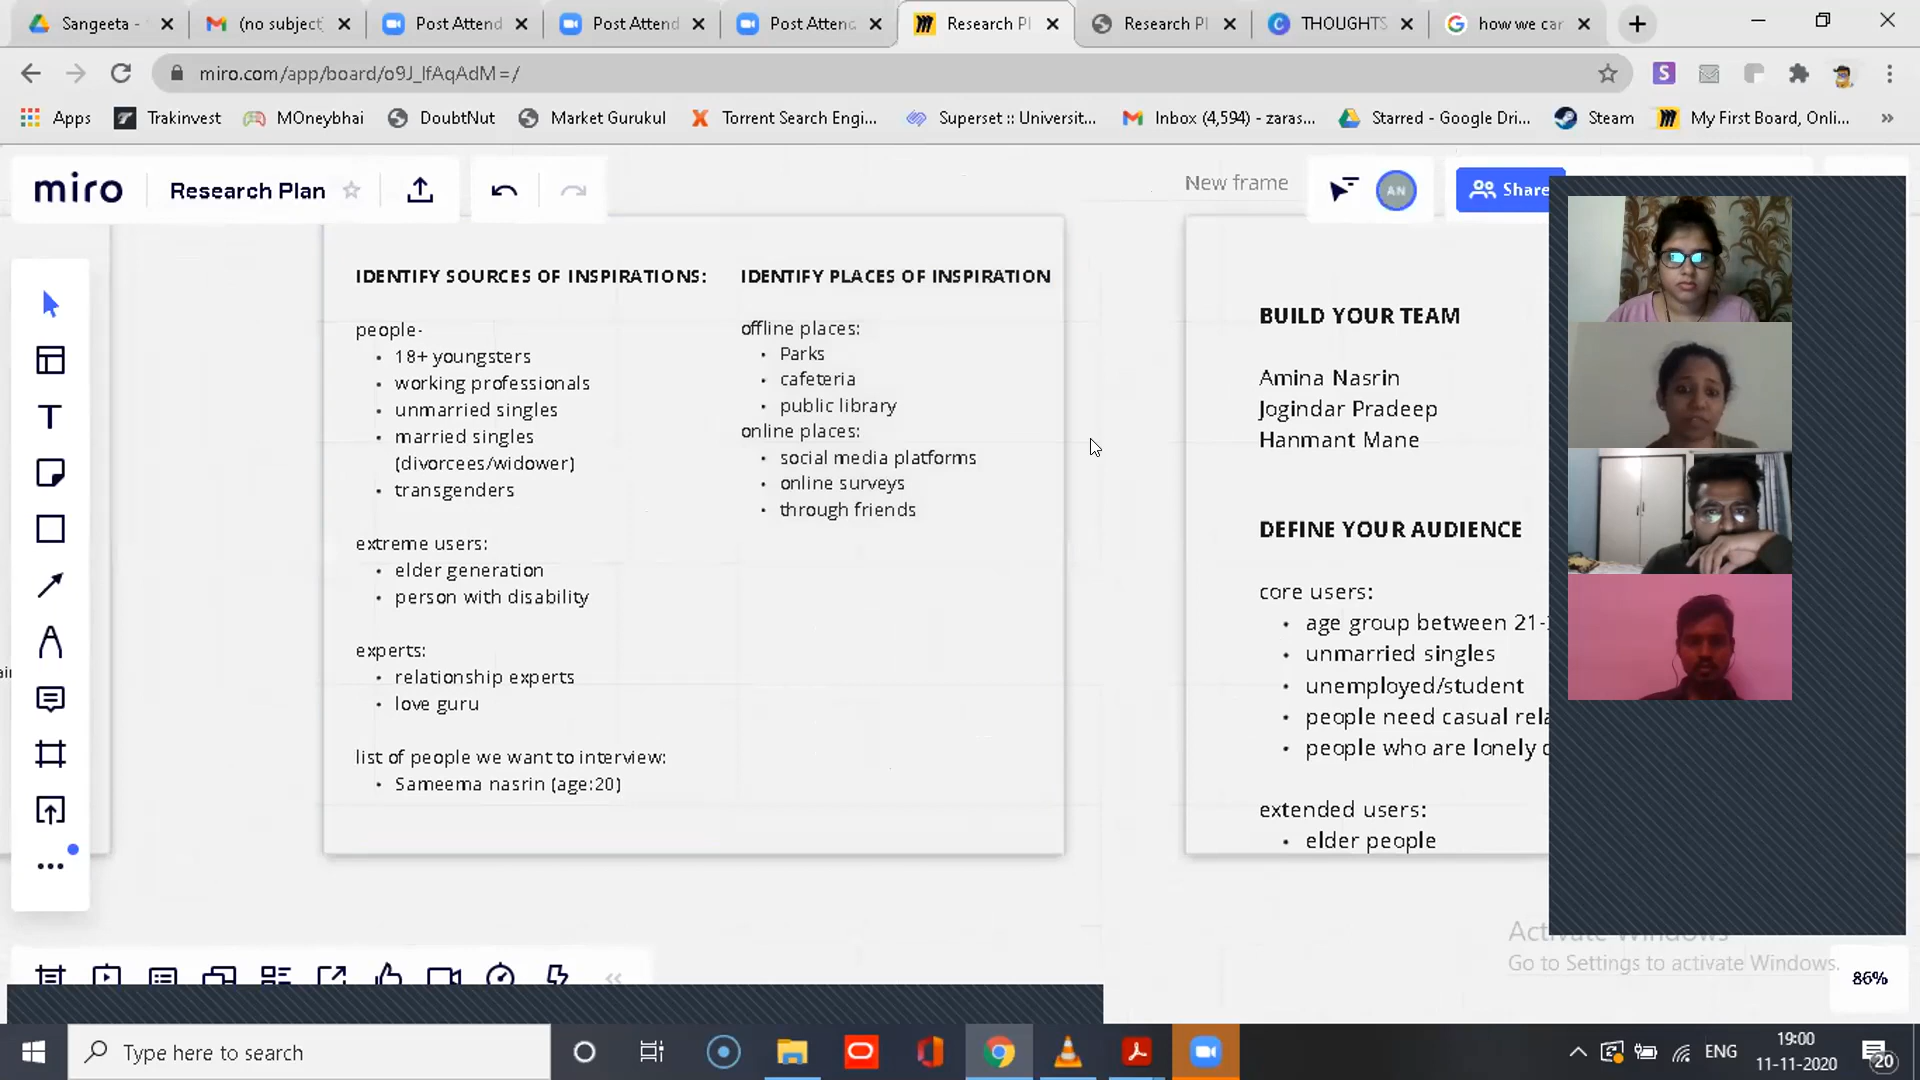 Sangeeta -
(no subject)
Post Attend
Post Attend
Post Attend
Research Pl
Research Pl
THOUGHTS
how we car
miro.com/app/board/o9J_lfAqAdM=/
Apps
Trakinvest
MOneybhai
DoubtNut
Market Gurukul
Torrent Search Engi...
Superset :: Universit...
Inbox (4,594) - zaras...
Starred - Google Dri...
Steam
My First Board, Onli...
miro
Research Plan
New frame
AN
Share
IDENTIFY SOURCES OF INSPIRATIONS:
people-
• 18+ youngsters
• working professionals
• unmarried singles
• married singles
(divorcees/widower)
• transgenders
extreme users:
• elder generation
• person with disability
experts:
• relationship experts
• love guru
list of people we want to interview:
• Sameema nasrin (age:20)
IDENTIFY PLACES OF INSPIRATION
offline places:
• Parks
• cafeteria
• public library
online places:
• social media platforms
• online surveys
• through friends
BUILD YOUR TEAM
Amina Nasrin
Jogindar Pradeep
Hanmant Mane
DEFINE YOUR AUDIENCE
core users:
• age group between 21-
• unmarried singles
• unemployed/student
• people need casual rela
• people who are lonely
extended users:
• elder people
Activate Windows
Go to Settings to activate Windows.
86%
Type here to search
ENG
19:00
11-11-2020
20